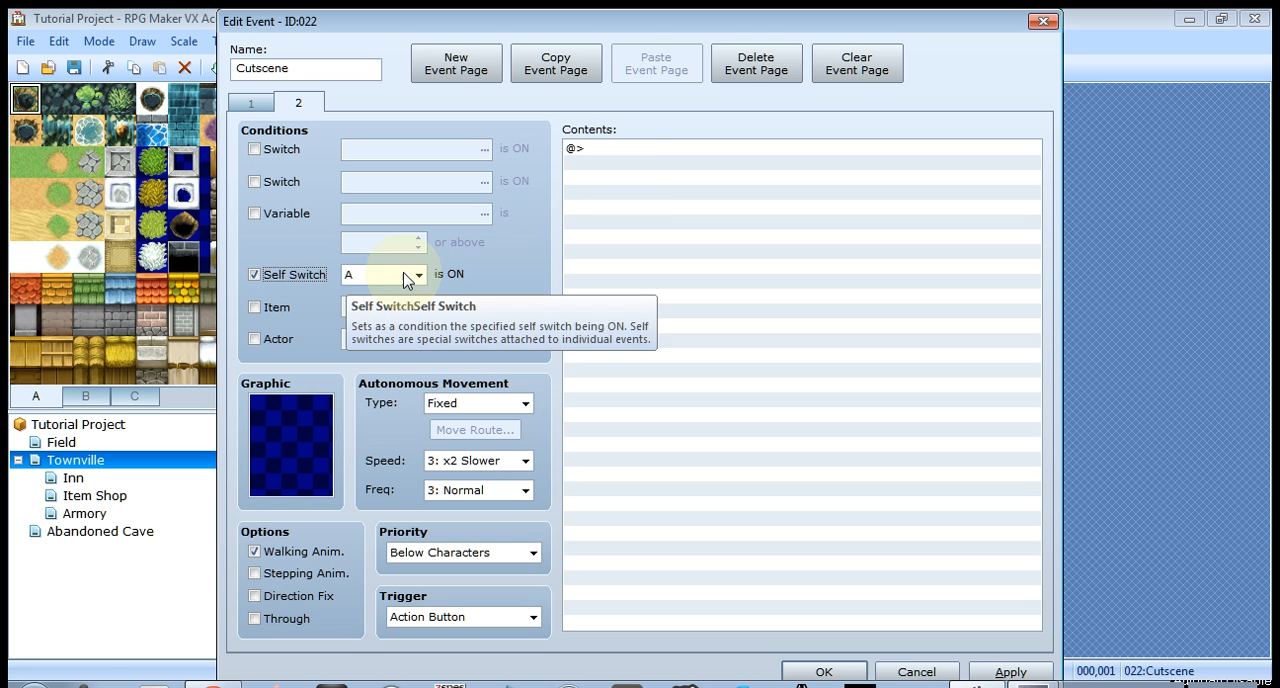 Tutorial Project - RPG Maker VX Ac
File Edit Mode Draw Scale
Edit Event - ID:022
Name:
Cutscene
New Event Page
Copy Event Page
Paste Event Page
Delete Event Page
Clear Event Page
1 2
Conditions
Switch ... is ON
Switch ... is ON
Variable ... is
or above
Self Switch A is ON
Item
Actor
Self SwitchSelf Switch
Sets as a condition the specified self switch being ON. Self
switches are special switches attached to individual events.
Contents:
@>
Graphic
Autonomous Movement
Type: Fixed
Move Route...
Speed: 3: x2 Slower
Freq: 3: Normal
Options
Walking Anim.
Stepping Anim.
Direction Fix
Through
Priority
Below Characters
Trigger
Action Button
OK Cancel Apply
A B C
Tutorial Project
Field
Townville
Inn
Item Shop
Armory
Abandoned Cave
000,001 022:Cutscene